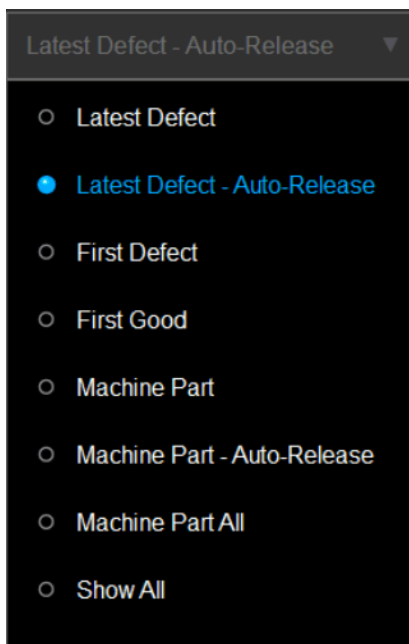 Latest Defect - Auto-Release
Latest Defect
Latest Defect - Auto-Release
First Defect
First Good
Machine Part
Machine Part - Auto-Release
Machine Part All
Show All